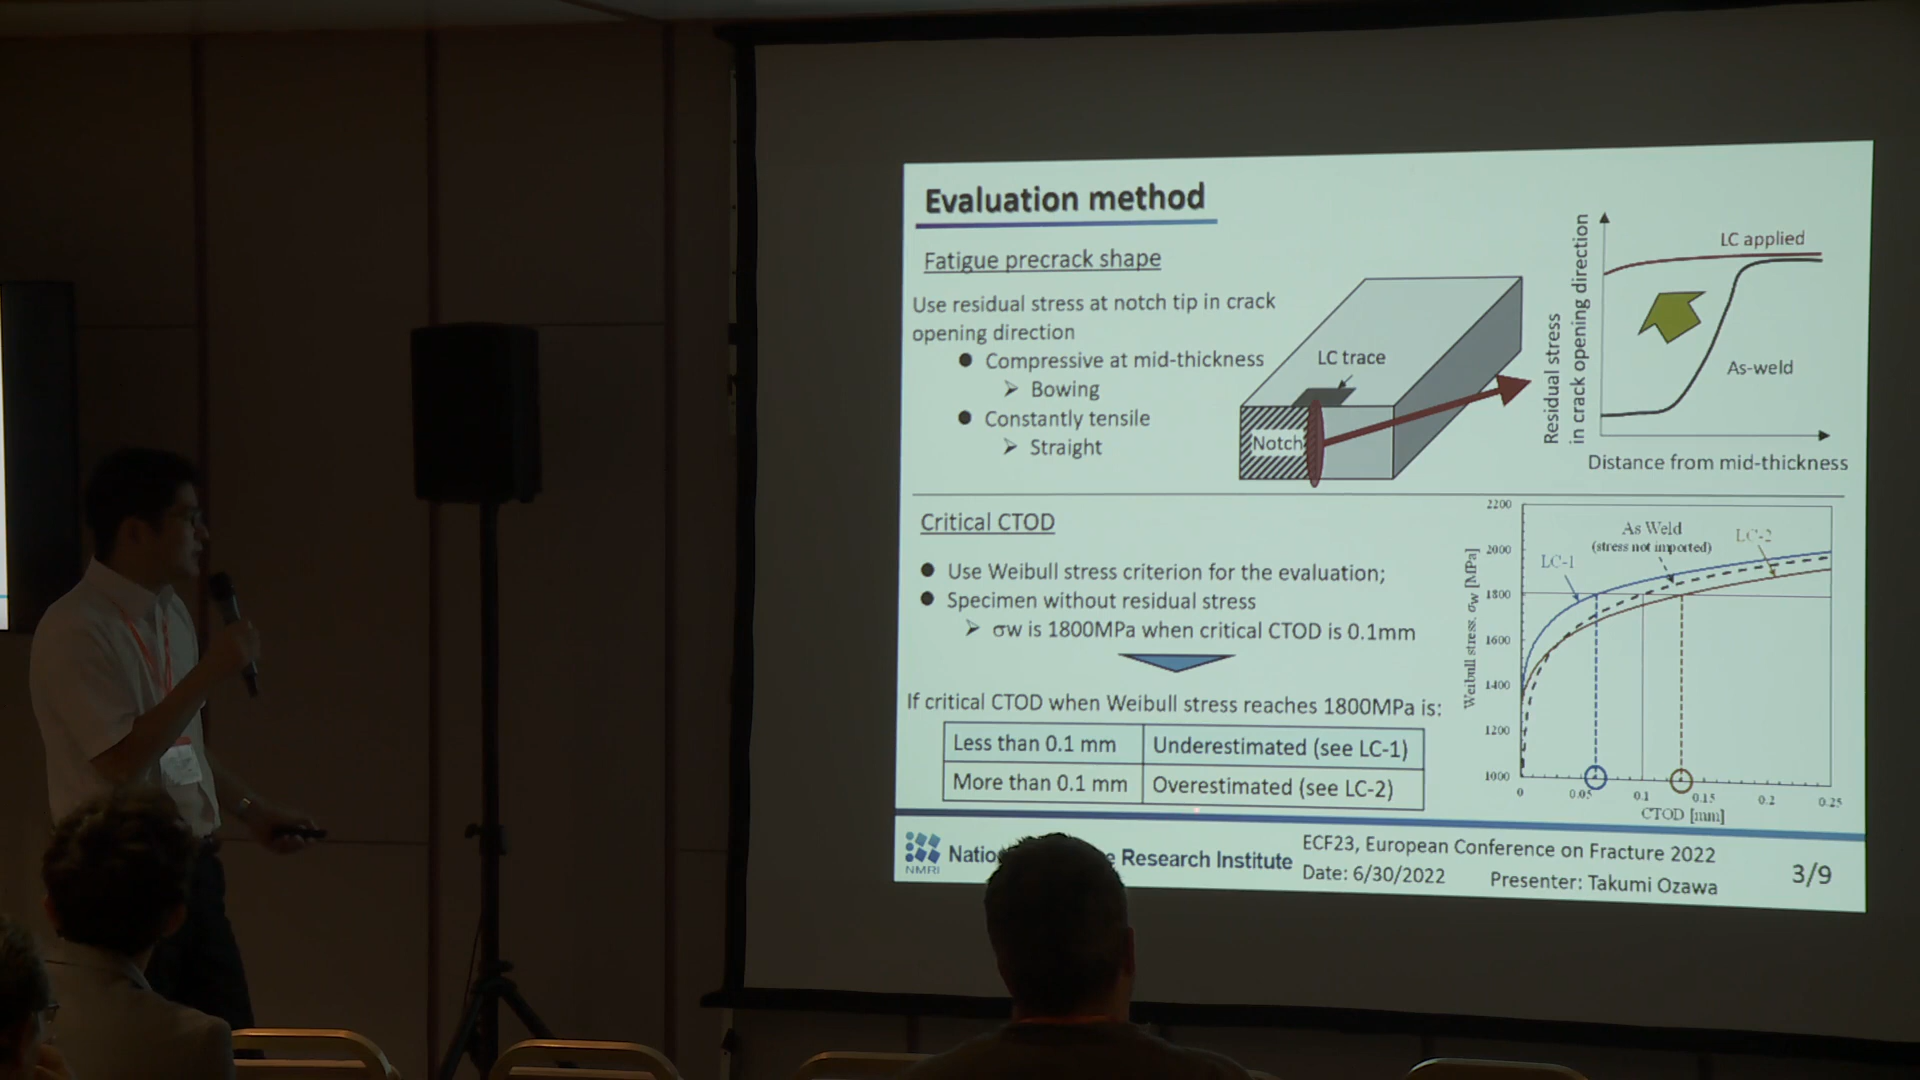 Evaluation method
Fatigue precrack shape
Use residual stress at notch tip in crack
opening direction
● Compressive at mid-thickness
➢ Bowing
● Constantly tensile
➢ Straight
LC trace
Notch
Residual stress
in crack opening direction
LC applied
As-weld
Distance from mid-thickness
Critical CTOD
● Use Weibull stress criterion for the evaluation;
● Specimen without residual stress
➢ σw is 1800MPa when critical CTOD is 0.1mm
If critical CTOD when Weibull stress reaches 1800MPa is:
Less than 0.1 mm Underestimated (see LC-1)
More than 0.1 mm Overestimated (see LC-2)
Weibull stress, σw [MPa]
2200
2000
1800
1600
1400
1200
1000
As Weld
(stress not imported)
LC-1
LC-2
0 0.05 0.1 0.15 0.2 0.25
CTOD [mm]
NMRI
Research Institute
ECF23, European Conference on Fracture 2022
Date: 6/30/2022 Presenter: Takumi Ozawa
3/9